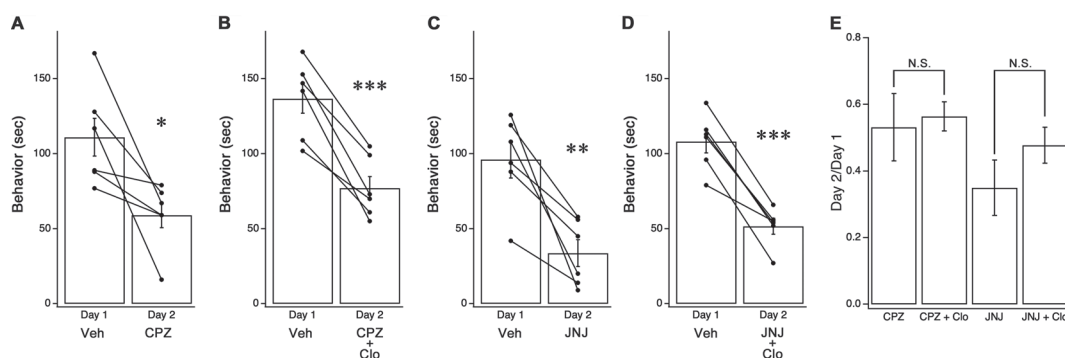 A
Behavior (sec)
150
100
50
0
*
Day 1
Day 2
Veh
CPZ
B
Behavior (sec)
150
100
50
0
***
Day 1
Day 2
Veh
CPZ
+
Clo
C
Behavior (sec)
150
100
50
0
**
Day 1
Day 2
Veh
JNJ
D
Behavior (sec)
150
100
50
0
***
Day 1
Day 2
Veh
JNJ
+
Clo
E
Day 2/Day 1
0.8
0.6
0.4
0.2
0.0
N.S.
N.S.
CPZ
CPZ + Clo
JNJ
JNJ + Clo